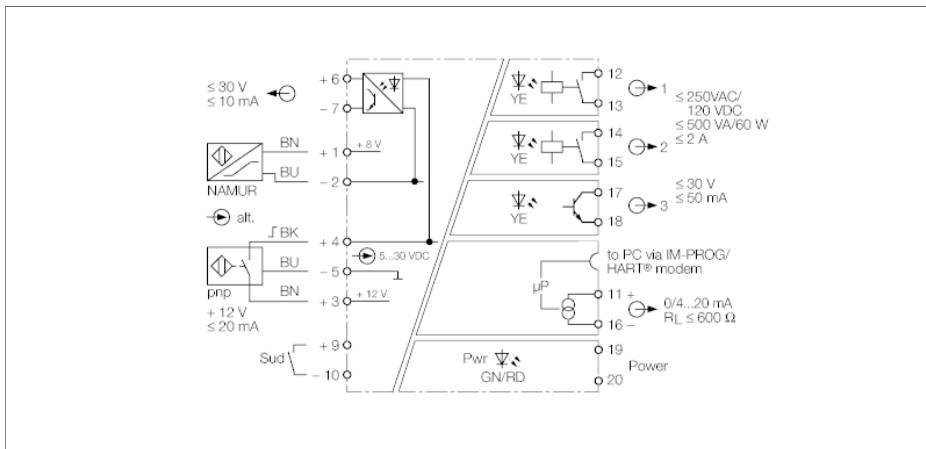 ≤ 30 V
≤ 10 mA
+ 6
– 7
BN
+ 1
+ 8 V
BU
– 2
NAMUR
alt.
BK
+ 4
5...30 VDC
BU
– 5
pnp
BN
+ 3
+ 12 V
+ 12 V
≤ 20 mA
Sud
+ 9
– 10
YE
12
13
1
≤ 250VAC/
120 VDC
≤ 500 VA/60 W
≤ 2 A
YE
14
15
2
YE
17
18
3
≤ 30 V
≤ 50 mA
to PC via IM-PROG/
HART® modem
µP
11 +
16 –
0/4...20 mA
RL ≤ 600 Ω
Pwr
GN/RD
19
20
Power